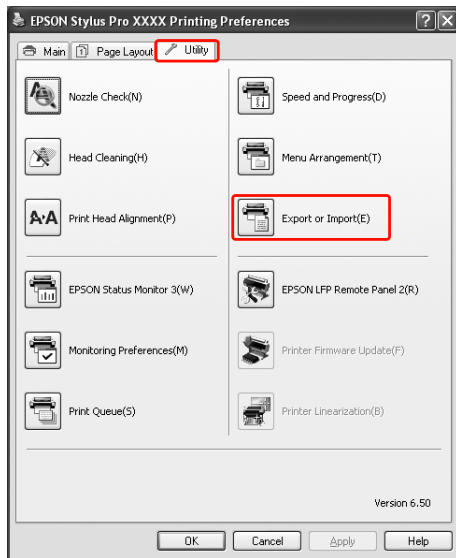 EPSON Stylus Pro XXXX Printing Preferences
Main
Page Layout
Utility
Nozzle Check(N)
Speed and Progress(D)
Head Cleaning(H)
Menu Arrangement(T)
Print Head Alignment(P)
Export or Import(E)
EPSON Status Monitor 3(W)
EPSON LFP Remote Panel 2(R)
Monitoring Preferences(M)
Printer Firmware Update(F)
Print Queue(S)
Printer Linearization(B)
Version 6.50
OK
Cancel
Apply
Help